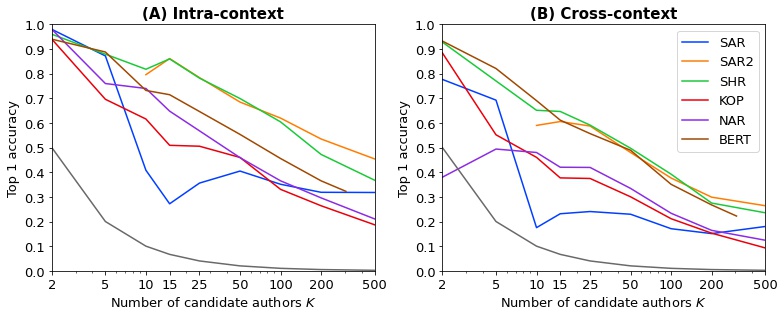 (A) Intra-context
Top 1 accuracy
1.0
0.9
0.8
0.7
0.6
0.5
0.4
0.3
0.2
0.1
0.0
2 5 10 15 25 50 100 200 500
Number of candidate authors K
(B) Cross-context
Top 1 accuracy
1.0
0.9
0.8
0.7
0.6
0.5
0.4
0.3
0.2
0.1
0.0
SAR
SAR2
SHR
KOP
NAR
BERT
2 5 10 15 25 50 100 200 500
Number of candidate authors K